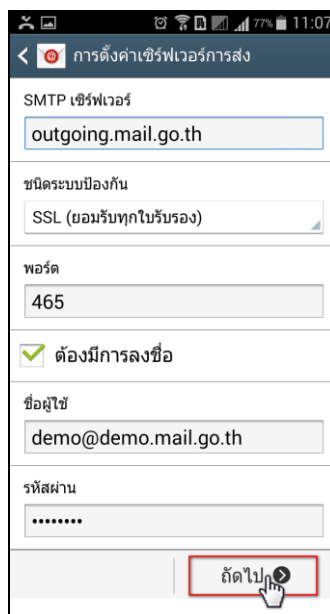 77% 11:07
การตั้งค่าเซิร์ฟเวอร์การส่ง
SMTP เซิร์ฟเวอร์
outgoing.mail.go.th
ชนิดระบบป้องกัน
SSL (ยอมรับทุกใบรับรอง)
พอร์ต
465
ต้องมีการลงชื่อ
ชื่อผู้ใช้
demo@demo.mail.go.th
รหัสผ่าน
••••••••
ถัดไป